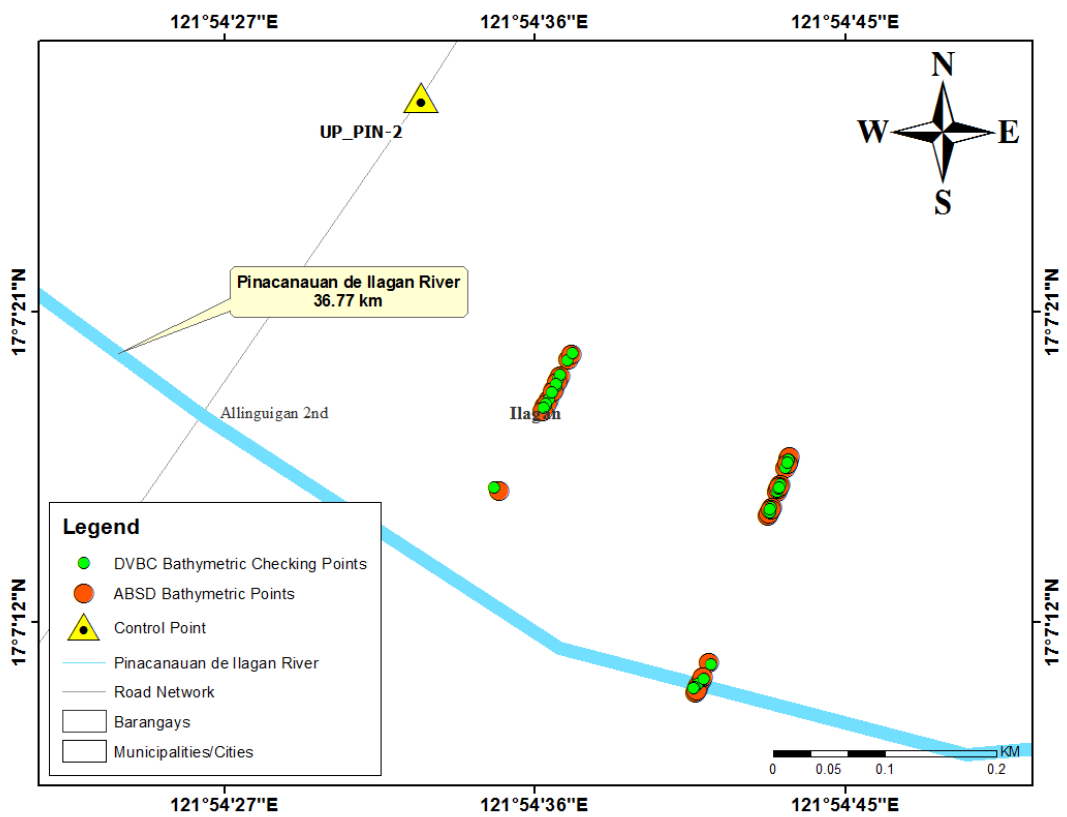 121°54'27"E
121°54'36"E
121°54'45"E
N
W
E
S
UP_PIN-2
Pinacanauan de Ilagan River
36.77 km
17°7'21"N
17°7'21"N
Allinguigan 2nd
Ilagan
Legend
DVBC Bathymetric Checking Points
ABSD Bathymetric Points
Control Point
Pinacanauan de Ilagan River
Road Network
Barangays
Municipalities/Cities
17°7'12"N
17°7'12"N
KM
0
0.05
0.1
0.2
121°54'27"E
121°54'36"E
121°54'45"E